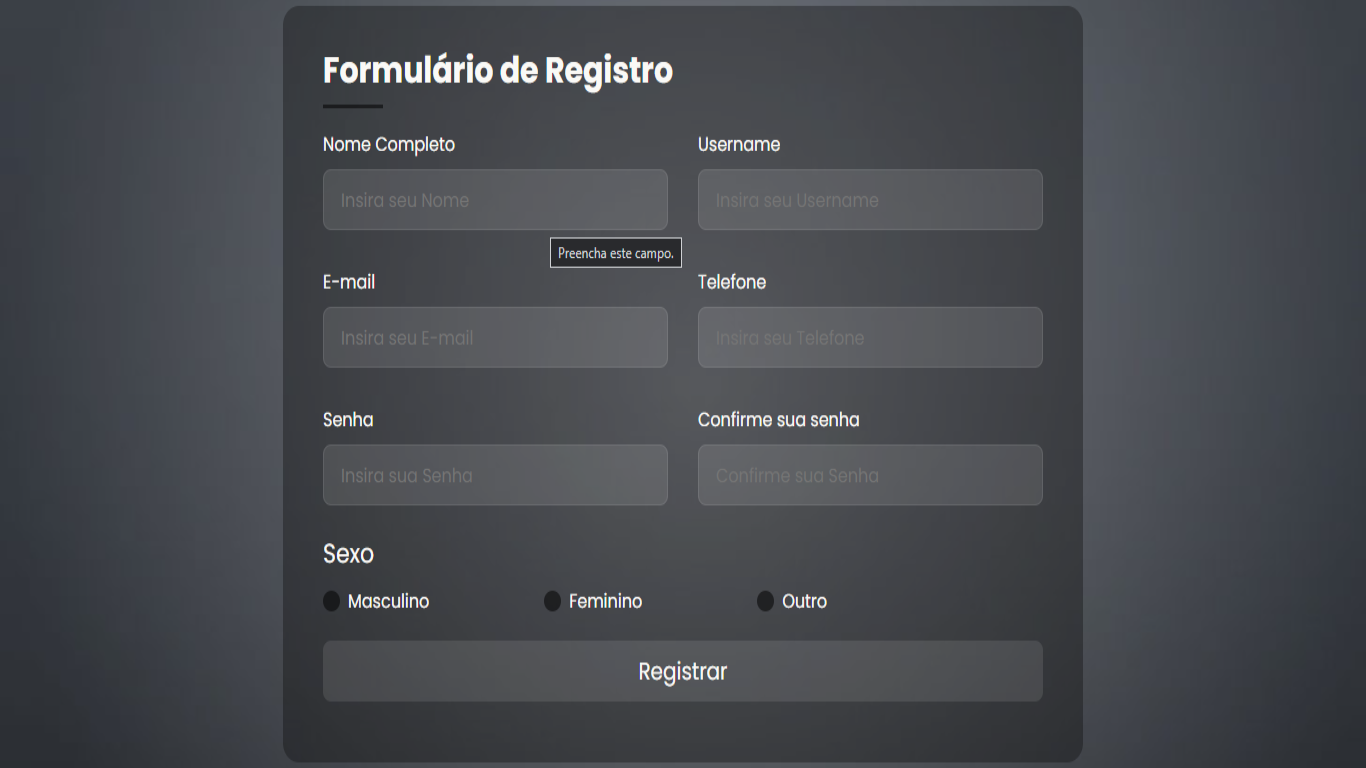 Formulário de Registro
Nome Completo
Username
Insira seu Nome
Insira seu Username
Preencha este campo.
E-mail
Telefone
Insira seu E-mail
Insira seu Telefone
Senha
Confirme sua senha
Insira sua Senha
Confirme sua Senha
Sexo
Masculino
Feminino
Outro
Registrar